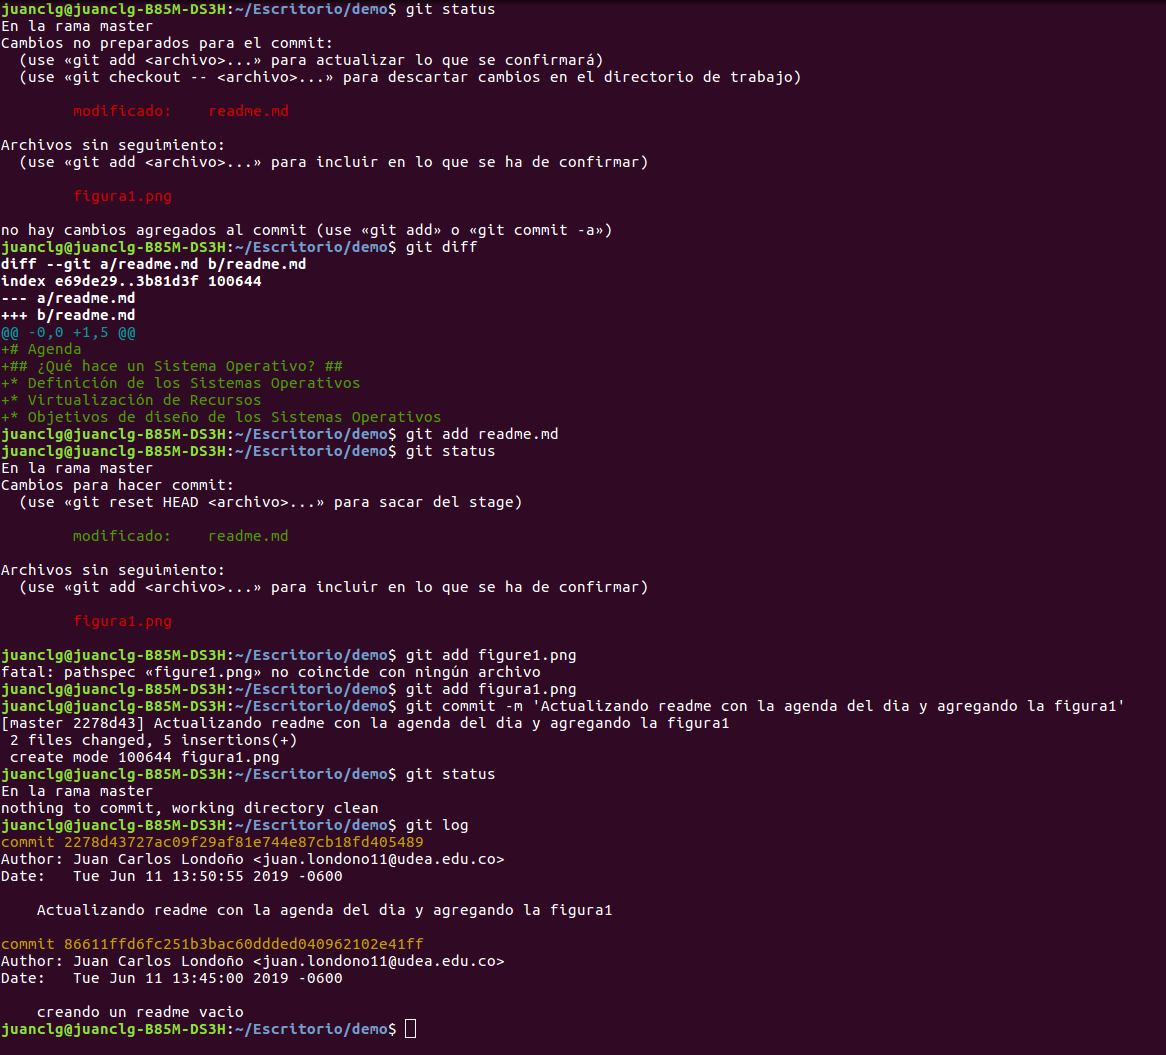 juanclg@juanclg-B85M-DS3H:~/Escritorio/demo$ git status
En la rama master
Cambios no preparados para el commit:
  (use «git add <archivo>...» para actualizar lo que se confirmará)
  (use «git checkout -- <archivo>...» para descartar cambios en el directorio de trabajo)

        modificado:    readme.md

Archivos sin seguimiento:
  (use «git add <archivo>...» para incluir en lo que se ha de confirmar)

        figura1.png

no hay cambios agregados al commit (use «git add» o «git commit -a»)
juanclg@juanclg-B85M-DS3H:~/Escritorio/demo$ git diff
diff --git a/readme.md b/readme.md
index e69de29..3b81d3f 100644
--- a/readme.md
+++ b/readme.md
@@ -0,0 +1,5 @@
+# Agenda
+## ¿Qué hace un Sistema Operativo? ##
+* Definición de los Sistemas Operativos
+* Virtualización de Recursos
+* Objetivos de diseño de los Sistemas Operativos
juanclg@juanclg-B85M-DS3H:~/Escritorio/demo$ git add readme.md
juanclg@juanclg-B85M-DS3H:~/Escritorio/demo$ git status
En la rama master
Cambios para hacer commit:
  (use «git reset HEAD <archivo>...» para sacar del stage)

        modificado:    readme.md

Archivos sin seguimiento:
  (use «git add <archivo>...» para incluir en lo que se ha de confirmar)

        figura1.png

juanclg@juanclg-B85M-DS3H:~/Escritorio/demo$ git add figure1.png
fatal: pathspec «figure1.png» no coincide con ningún archivo
juanclg@juanclg-B85M-DS3H:~/Escritorio/demo$ git add figura1.png
juanclg@juanclg-B85M-DS3H:~/Escritorio/demo$ git commit -m 'Actualizando readme con la agenda del dia y agregando la figura1'
[master 2278d43] Actualizando readme con la agenda del dia y agregando la figura1
 2 files changed, 5 insertions(+)
 create mode 100644 figura1.png
juanclg@juanclg-B85M-DS3H:~/Escritorio/demo$ git status
En la rama master
nothing to commit, working directory clean
juanclg@juanclg-B85M-DS3H:~/Escritorio/demo$ git log
commit 2278d43727ac09f29af81e744e87cb18fd405489
Author: Juan Carlos Londoño <juan.londono11@udea.edu.co>
Date:   Tue Jun 11 13:50:55 2019 -0600

    Actualizando readme con la agenda del dia y agregando la figura1

commit 86611ffd6fc251b3bac60ddded040962102e41ff
Author: Juan Carlos Londoño <juan.londono11@udea.edu.co>
Date:   Tue Jun 11 13:45:00 2019 -0600

    creando un readme vacio
juanclg@juanclg-B85M-DS3H:~/Escritorio/demo$